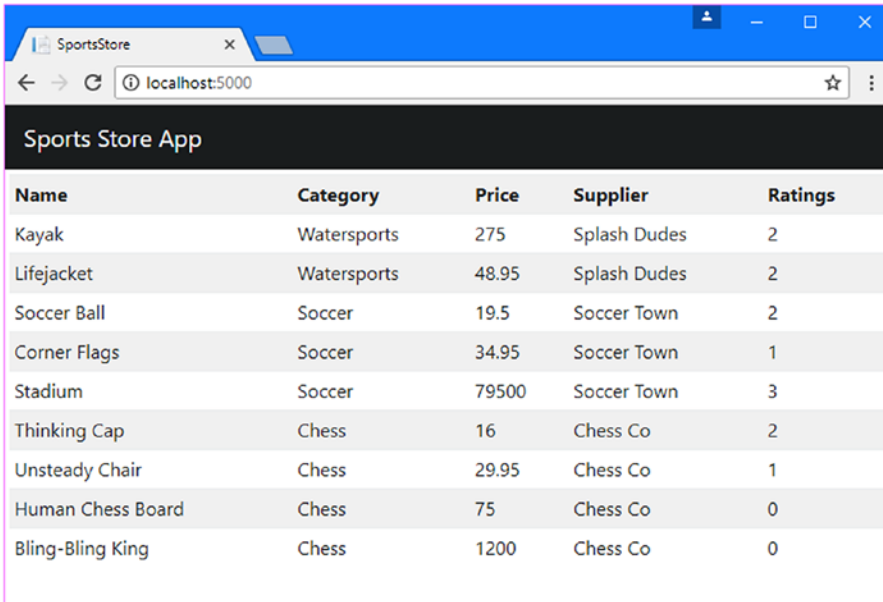 SportsStore
localhost:5000
Sports Store App
Name Category Price Supplier Ratings
Kayak Watersports 275 Splash Dudes 2
Lifejacket Watersports 48.95 Splash Dudes 2
Soccer Ball Soccer 19.5 Soccer Town 2
Corner Flags Soccer 34.95 Soccer Town 1
Stadium Soccer 79500 Soccer Town 3
Thinking Cap Chess 16 Chess Co 2
Unsteady Chair Chess 29.95 Chess Co 1
Human Chess Board Chess 75 Chess Co 0
Bling-Bling King Chess 1200 Chess Co 0